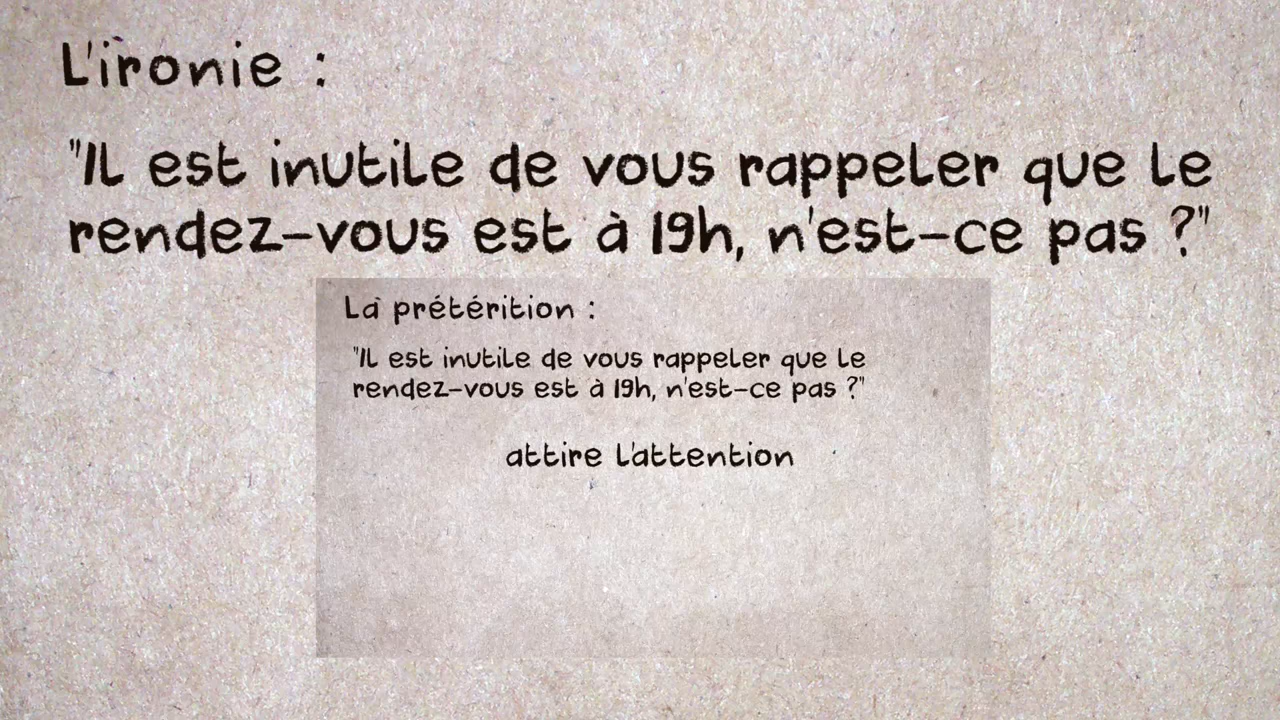 L'ironie :
"Il est inutile de vous rappeler que le
rendez-vous est à 19h, n'est-ce pas ?"
La prétérition :
"Il est inutile de vous rappeler que le
rendez-vous est à 19h, n'est-ce pas ?"
attire l'attention